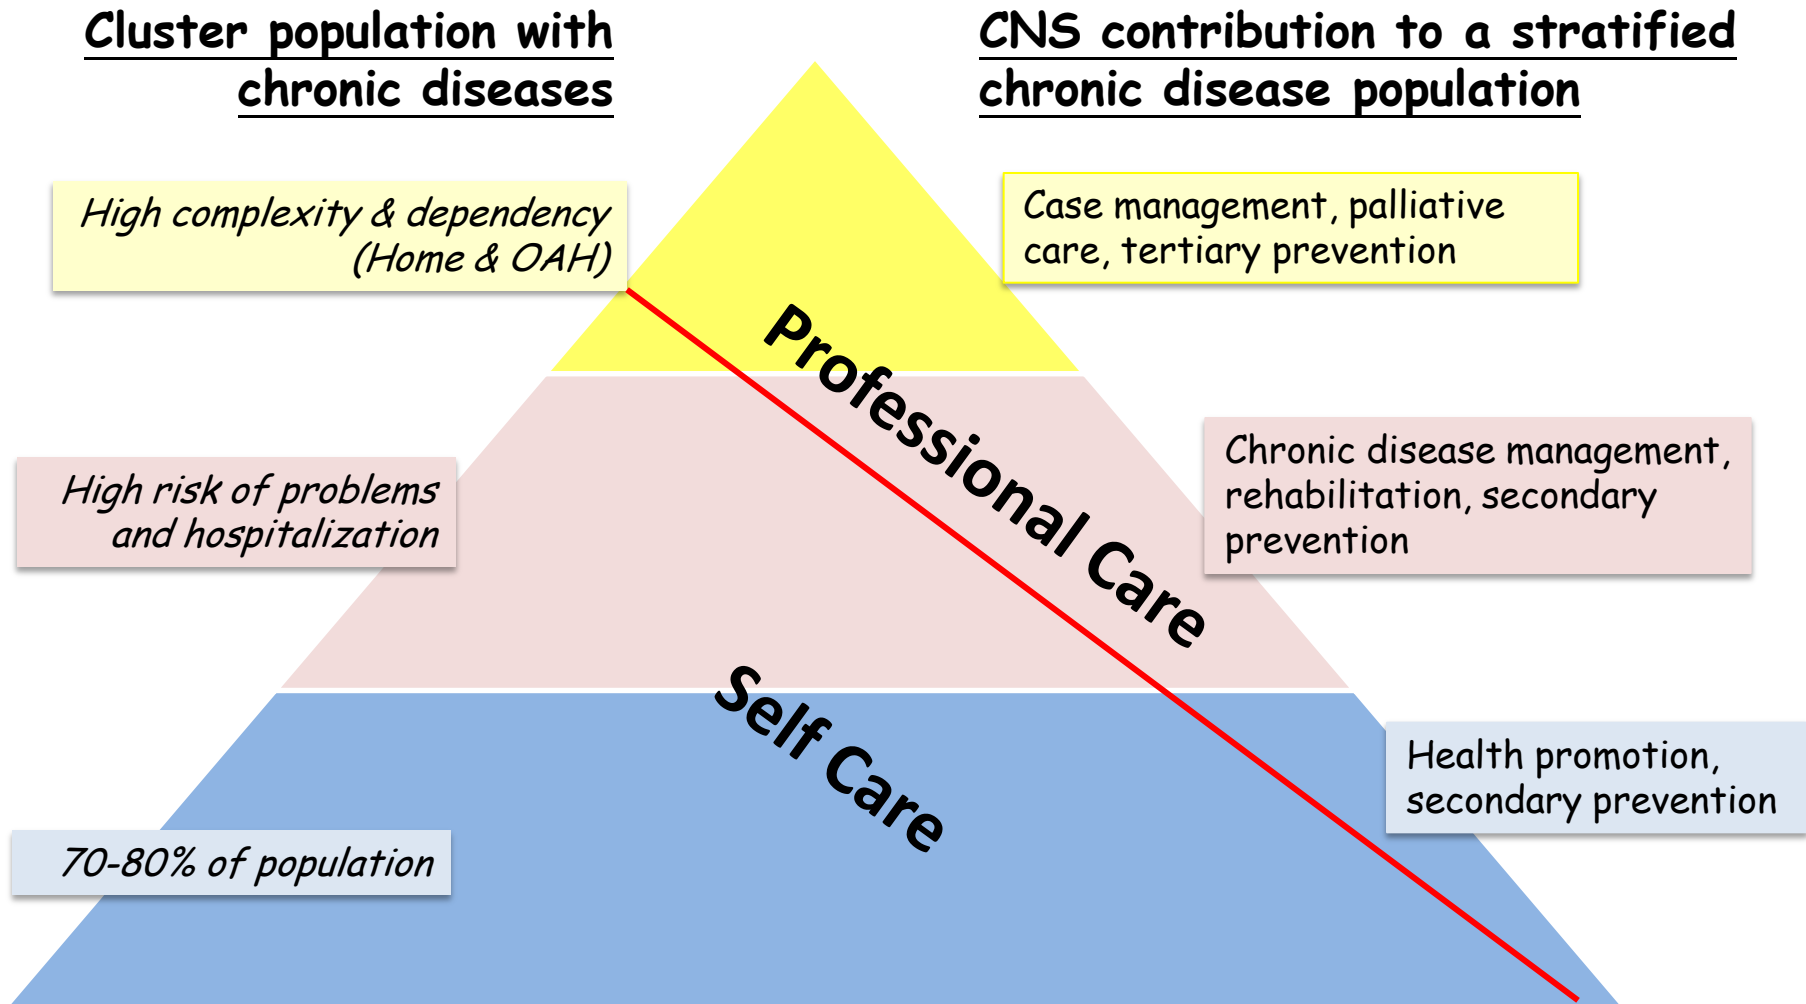 Cluster population with
chronic diseases
CNS contribution to a stratified
chronic disease population
High complexity & dependency
(Home & OAH)
Case management, palliative
care, tertiary prevention
Professional Care
High risk of problems
and hospitalization
Chronic disease management,
rehabilitation, secondary
prevention
Self Care
Health promotion,
secondary prevention
70-80% of population